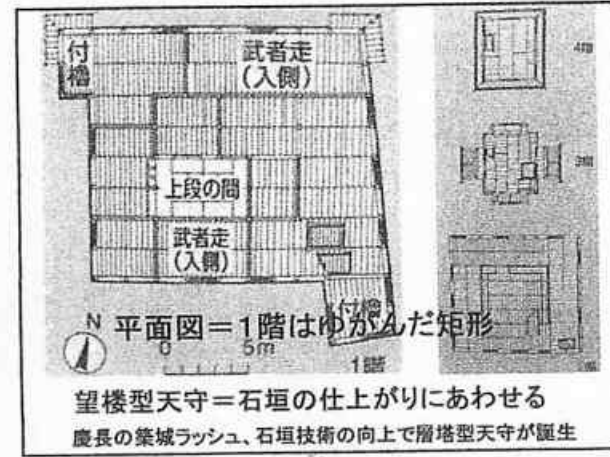 付櫓
武者走
(入側)
上段の間
武者走
(入側)
付櫓
N
0 5m
1階
平面図=1階はゆがんだ矩形
4階
3階
望楼型天守=石垣の仕上がりにあわせる
慶長の築城ラッシュ、石垣技術の向上で層塔型天守が誕生